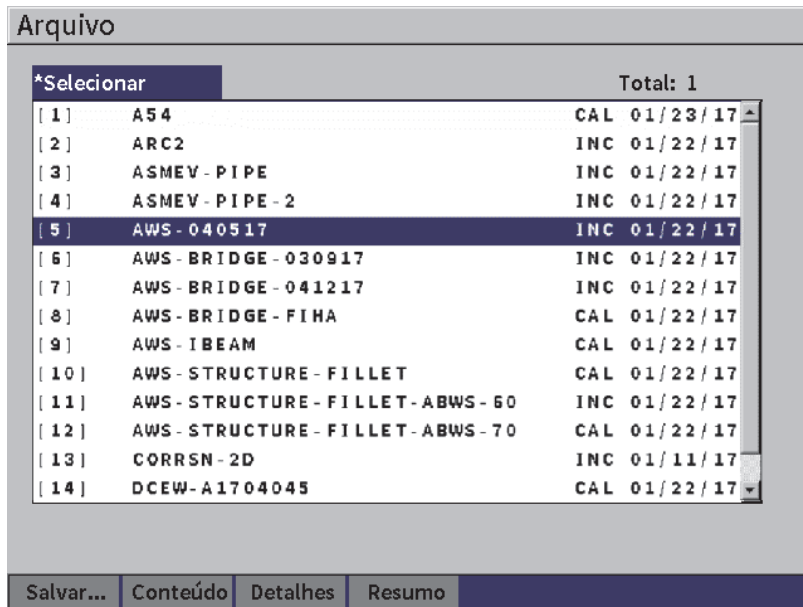 Arquivo
*Selecionar Total: 1
[1] A54 CAL 01/23/17
[2] ARC2 INC 01/22/17
[3] ASMEV-PIPE INC 01/22/17
[4] ASMEV-PIPE-2 INC 01/22/17
[5] AWS-040517 INC 01/22/17
[6] AWS-BRIDGE-030917 INC 01/22/17
[7] AWS-BRIDGE-041217 INC 01/22/17
[8] AWS-BRIDGE-FIHA CAL 01/22/17
[9] AWS-IBEAM CAL 01/22/17
[10] AWS-STRUCTURE-FILLET CAL 01/22/17
[11] AWS-STRUCTURE-FILLET-ABWS-60 INC 01/22/17
[12] AWS-STRUCTURE-FILLET-ABWS-70 CAL 01/22/17
[13] CORRSN-2D INC 01/11/17
[14] DCEW-A1704045 CAL 01/22/17
Salvar... Conteúdo Detalhes Resumo